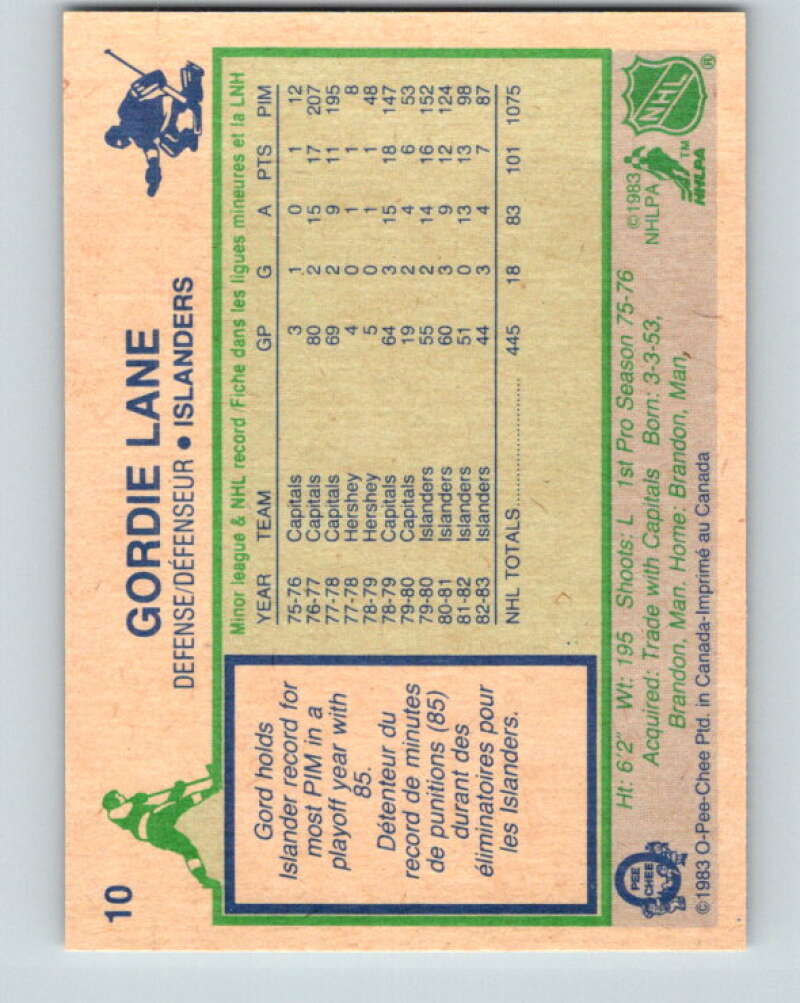 10
GORDIE LANE
DEFENSE/DÉFENSEUR • ISLANDERS
Gord holds
Islander record for
most PIM in a
playoff year with
85.
Détenteur du
record de minutes
de punitions (85)
durant des
éliminatoires pour
les Islanders.
Minor league & NHL record/Fiche dans les ligues mineures et la LNH
YEAR TEAM GP G A PTS PIM
75-76 Capitals 3 1 0 1 12
76-77 Capitals 80 2 15 17 207
77-78 Capitals 69 2 9 11 195
77-78 Hershey 4 0 1 1 8
78-79 Hershey 5 0 1 1 48
78-79 Capitals 64 3 15 18 147
79-80 Capitals 19 2 4 6 53
79-80 Islanders 55 2 14 16 152
80-81 Islanders 60 3 9 12 124
81-82 Islanders 51 0 13 13 98
82-83 Islanders 44 3 4 7 87
NHL TOTALS.................... 445 18 83 101 1075
Ht: 6'2" Wt: 195 Shoots: L 1st Pro Season 75-76
Acquired: Trade with Capitals Born: 3-3-53,
Brandon, Man. Home: Brandon, Man,
©1983 O-Pee-Chee Ptd. in Canada-Imprimé au Canada
O
PEE
CHEE
©1983
NHLPA
NHL
®
TM
NHLPA